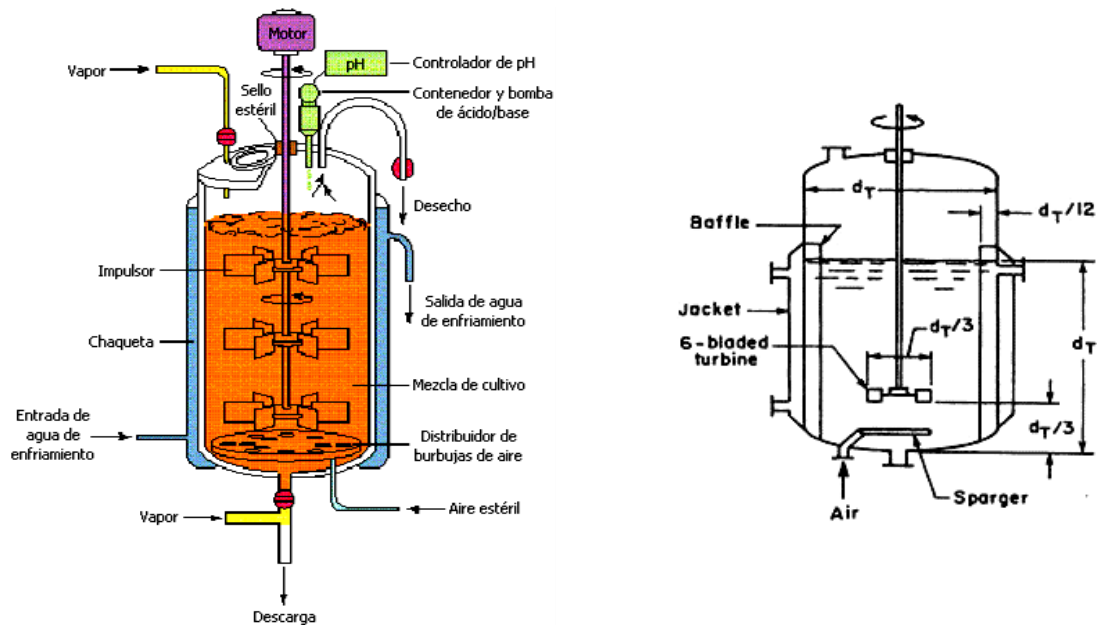 Motor
pH
Controlador de pH
Vapor
Contenedor y bomba
de ácido/base
Sello
estéril
Desecho
Impulsor
Salida de agua
de enfriamiento
Chaqueta
Mezcla de cultivo
Entrada de
agua de
enfriamiento
Distribuidor de
burbujas de aire
Vapor
Aire estéril
Descarga
dT
dT/12
Baffle
Jacket
dT/3
6-bladed
turbine
dT
dT/3
Sparger
Air